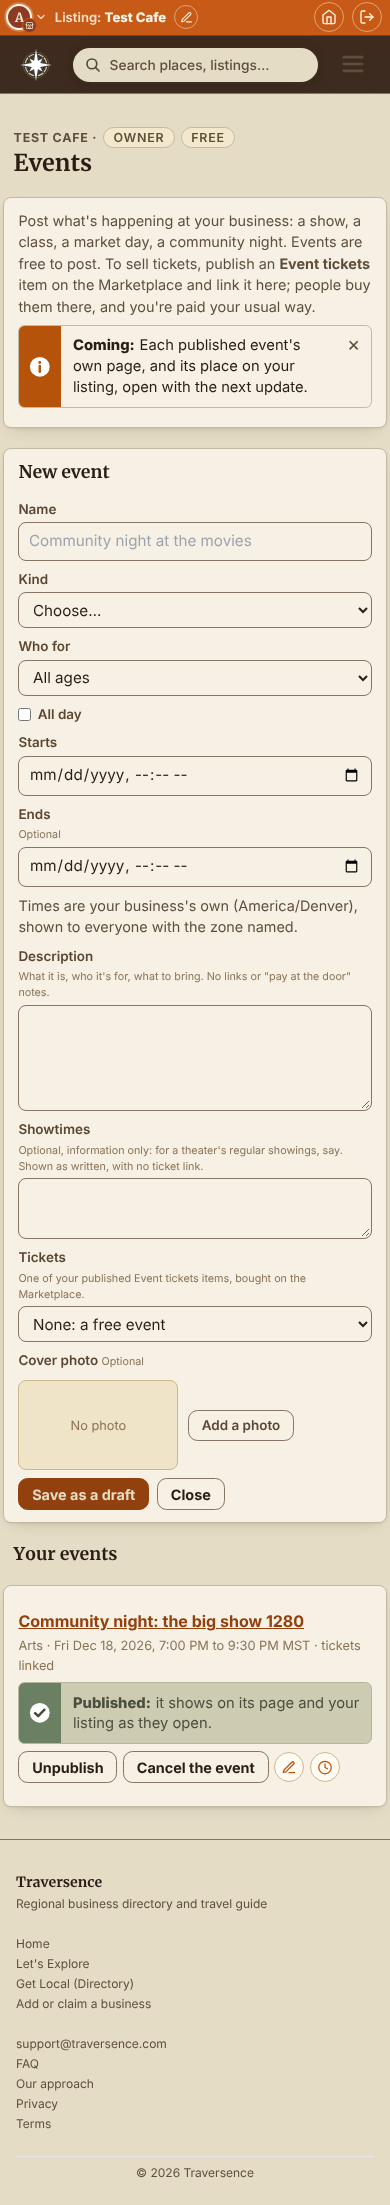 A
Listing: Test Cafe
Search places, listings...
TEST CAFE · OWNER FREE
Events
Post what's happening at your business: a show, a
class, a market day, a community night. Events are
free to post. To sell tickets, publish an Event tickets
item on the Marketplace and link it here; people buy
them there, and you're paid your usual way.
Coming: Each published event's
own page, and its place on your
listing, open with the next update.
New event
Name
Community night at the movies
Kind
Choose...
Who for
All ages
All day
Starts
mm/dd/yyyy, --:-- --
Ends
Optional
mm/dd/yyyy, --:-- --
Times are your business's own (America/Denver),
shown to everyone with the zone named.
Description
What it is, who it's for, what to bring. No links or "pay at the door"
notes.
Showtimes
Optional, information only: for a theater's regular showings, say.
Shown as written, with no ticket link.
Tickets
One of your published Event tickets items, bought on the
Marketplace.
None: a free event
Cover photo Optional
No photo
Add a photo
Save as a draft
Close
Your events
Community night: the big show 1280
Arts · Fri Dec 18, 2026, 7:00 PM to 9:30 PM MST · tickets
linked
Published: it shows on its page and your
listing as they open.
Unpublish
Cancel the event
Traversence
Regional business directory and travel guide
Home
Let's Explore
Get Local (Directory)
Add or claim a business
support@traversence.com
FAQ
Our approach
Privacy
Terms
© 2026 Traversence